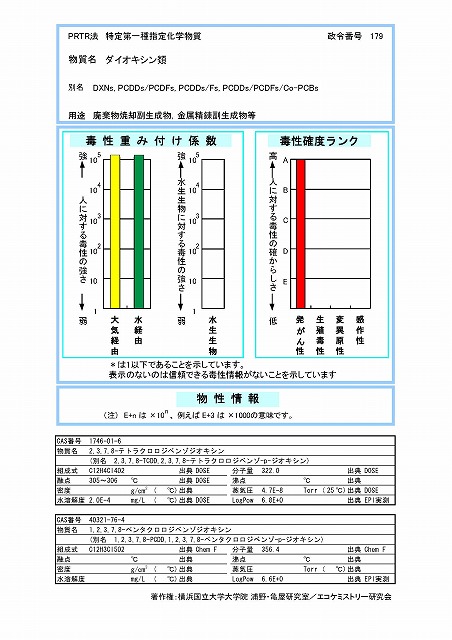 PRTR法 特定第一種指定化学物質 政令番号 179
物質名 ダイオキシン類
別名 DXNs, PCDDs/PCDFs, PCDDs/Fs, PCDDs/PCDFs/Co-PCBs
用途 廃棄物焼却副生成物, 金属精錬副生成物等
毒性重み付け係数
強 人に対する毒性の強さ 弱
10⁵
10⁴
10³
10²
10
1
大気経由
水経由
強 水生生物に対する毒性の強さ 弱
10⁵
10⁴
10³
10²
10
1
水生生物
毒性確度ランク
高 人に対する毒性の確からしさ 低
A
B
C
D
E
発がん性
生殖毒性
変異原性
感作性
*は1以下であることを示しています。
表示のないのは信頼できる毒性情報がないことを示しています
物性情報
(注) E+n は ×10ⁿ、例えば E+3 は ×1000の意味です。
CAS番号 1746-01-6
物質名 2,3,7,8-テトラクロロジベンゾジオキシン
(別名 2,3,7,8-TCDD,2,3,7,8-テトラクロロジベンゾ-p-ジオキシン)
組成式 C12H4Cl4O2 出典 DOSE 分子量 322.0 出典 DOSE
融点 305~306 ℃ 出典 DOSE 沸点 ℃ 出典
密度 g/cm³ ( ℃) 出典 蒸気圧 4.7E-8 Torr (25℃) 出典 DOSE
水溶解度 2.0E-4 mg/L ( ℃) 出典 DOSE LogPow 6.8E+0 出典 EPI実測
CAS番号 40321-76-4
物質名 1,2,3,7,8-ペンタクロロジベンゾジオキシン
(別名 1,2,3,7,8-PCDD,1,2,3,7,8-ペンタクロロジベンゾ-p-ジオキシン)
組成式 C12H3Cl5O2 出典 Chem F 分子量 356.4 出典 Chem F
融点 ℃ 出典 沸点 ℃ 出典
密度 g/cm³ ( ℃) 出典 蒸気圧 Torr ( ℃) 出典
水溶解度 mg/L ( ℃) 出典 LogPow 6.6E+0 出典 EPI実測
著作権:横浜国立大学大学院 浦野・亀屋研究室/エコケミストリー研究会